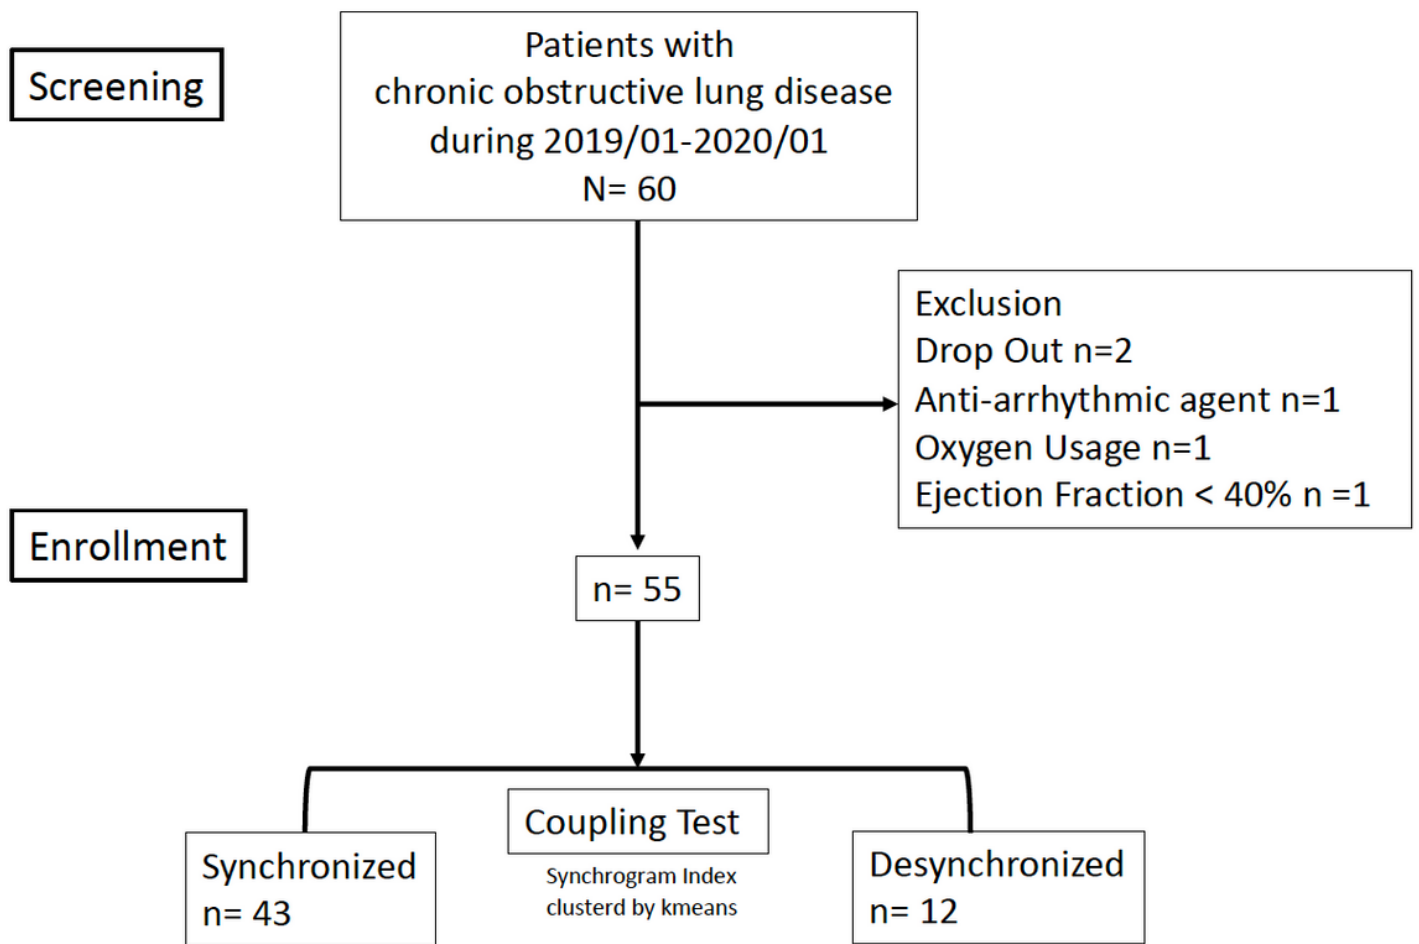 Screening
Patients with
chronic obstructive lung disease
during 2019/01-2020/01
N= 60
Exclusion
Drop Out n=2
Anti-arrhythmic agent n=1
Oxygen Usage n=1
Ejection Fraction < 40% n =1
Enrollment
n= 55
Coupling Test
Synchrogram Index
clusterd by kmeans
Synchronized
n= 43
Desynchronized
n= 12